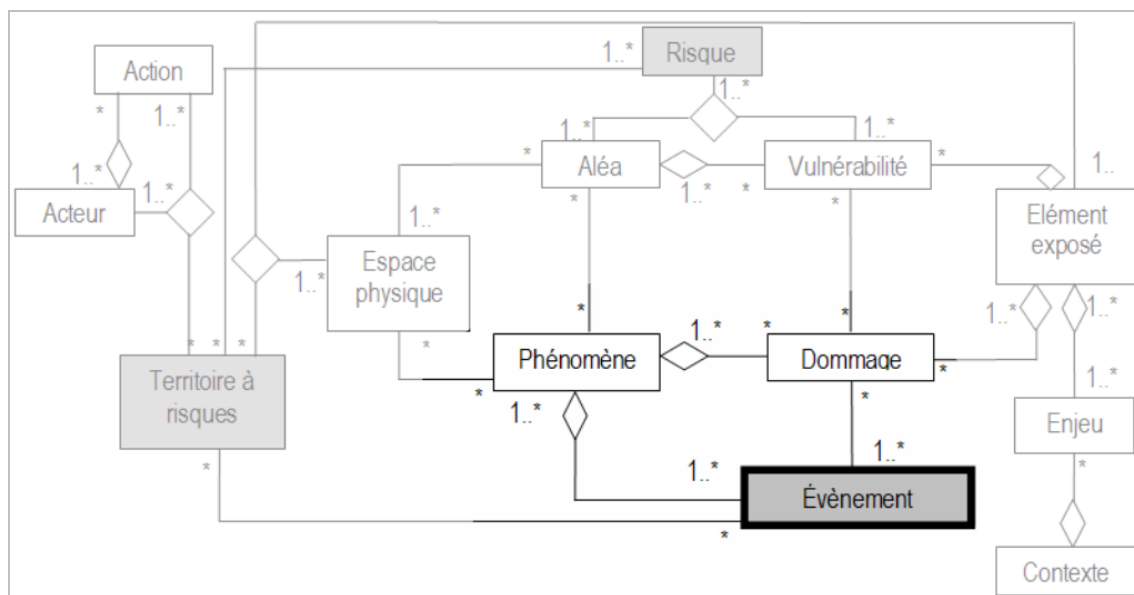 1..*
Risque
Action
1..*
*
1..*
1..*
1..*
*
*
1..
Aléa
Vulnérabilité
1..*
1..*
1..*
*
Acteur
*
*
Elément
exposé
1..*
Espace
physique
1..*
*
*
1..*
1..*
*
*
*
*
1..*
*
Phénomène
Dommage
Territoire à
risques
*
*
*
1..*
*
1..*
Enjeu
*
1..*
1..*
*
Évènement
*
Contexte